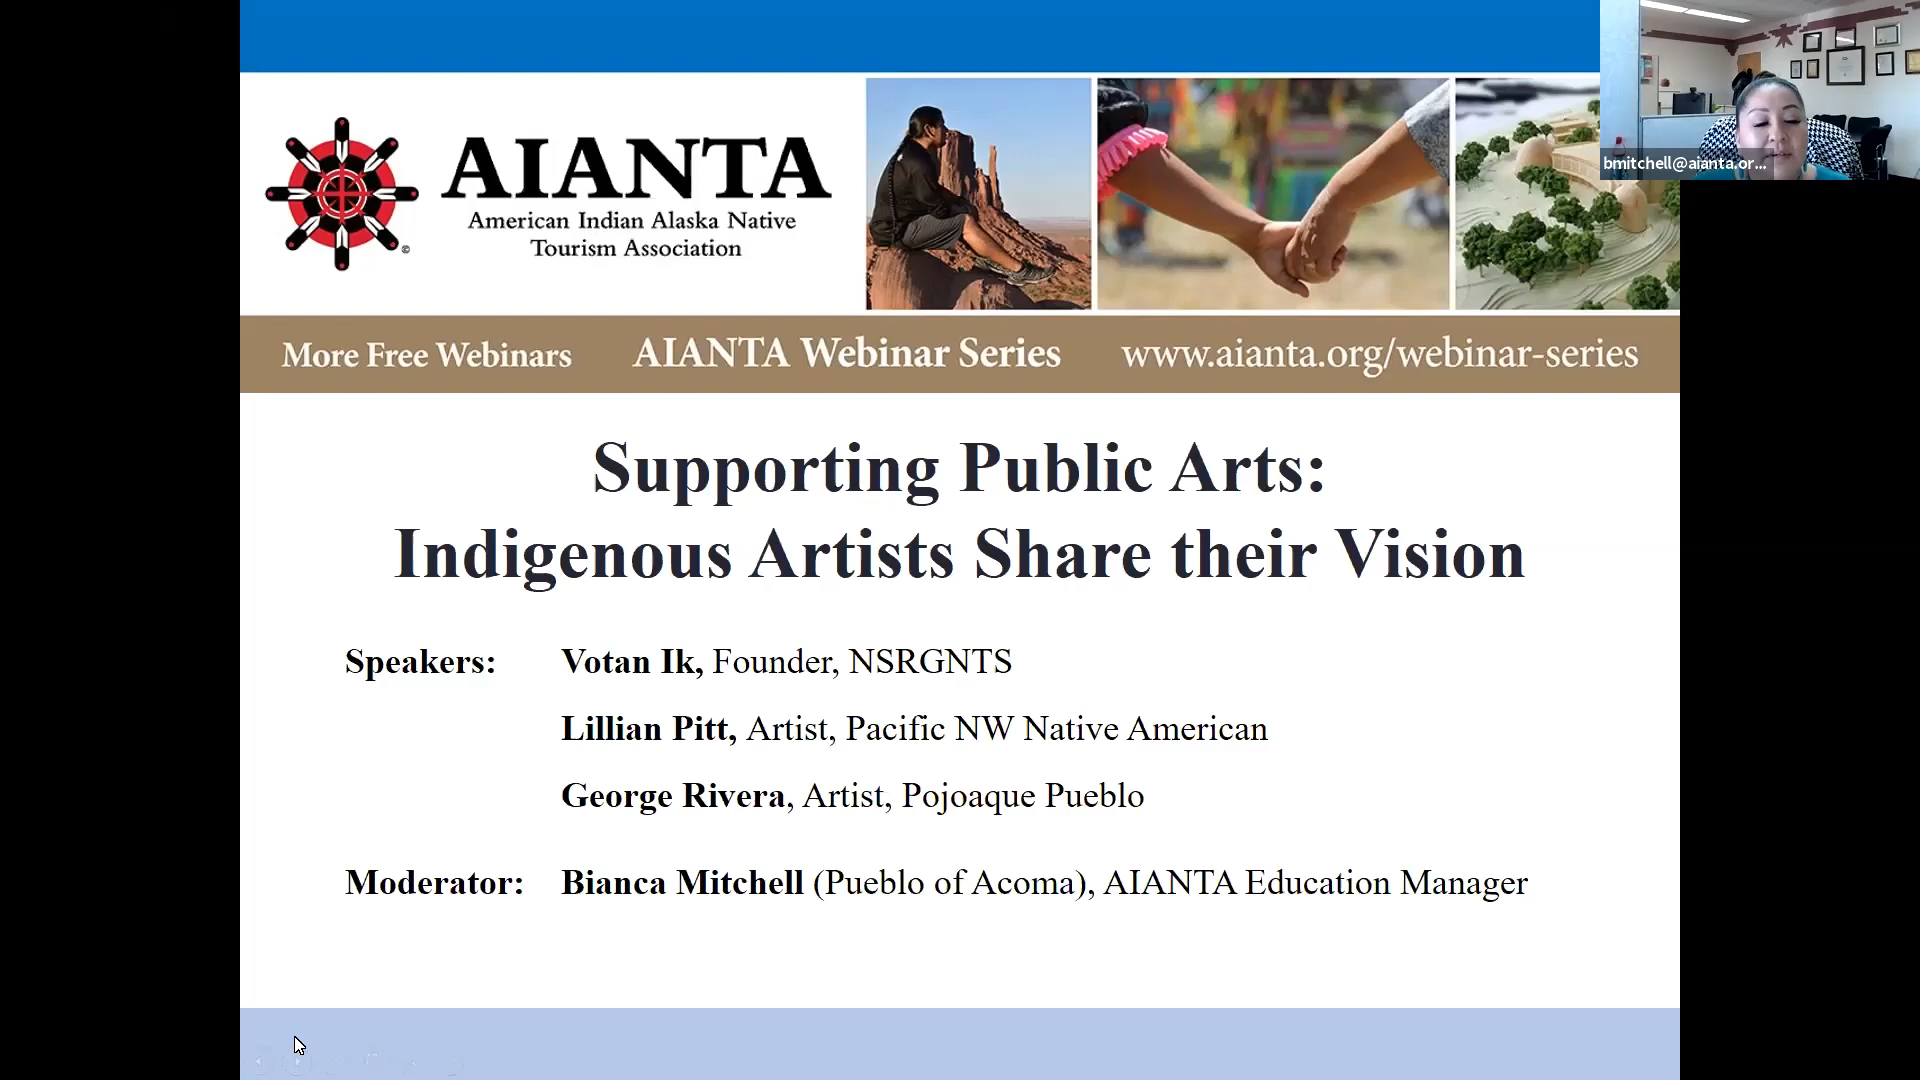 AIANTA
American Indian Alaska Native
Tourism Association
©
bmitchell@aianta.or...
More Free Webinars AIANTA Webinar Series www.aianta.org/webinar-series
Supporting Public Arts:
Indigenous Artists Share their Vision
Speakers: Votan Ik, Founder, NSRGNTS
Lillian Pitt, Artist, Pacific NW Native American
George Rivera, Artist, Pojoaque Pueblo
Moderator: Bianca Mitchell (Pueblo of Acoma), AIANTA Education Manager